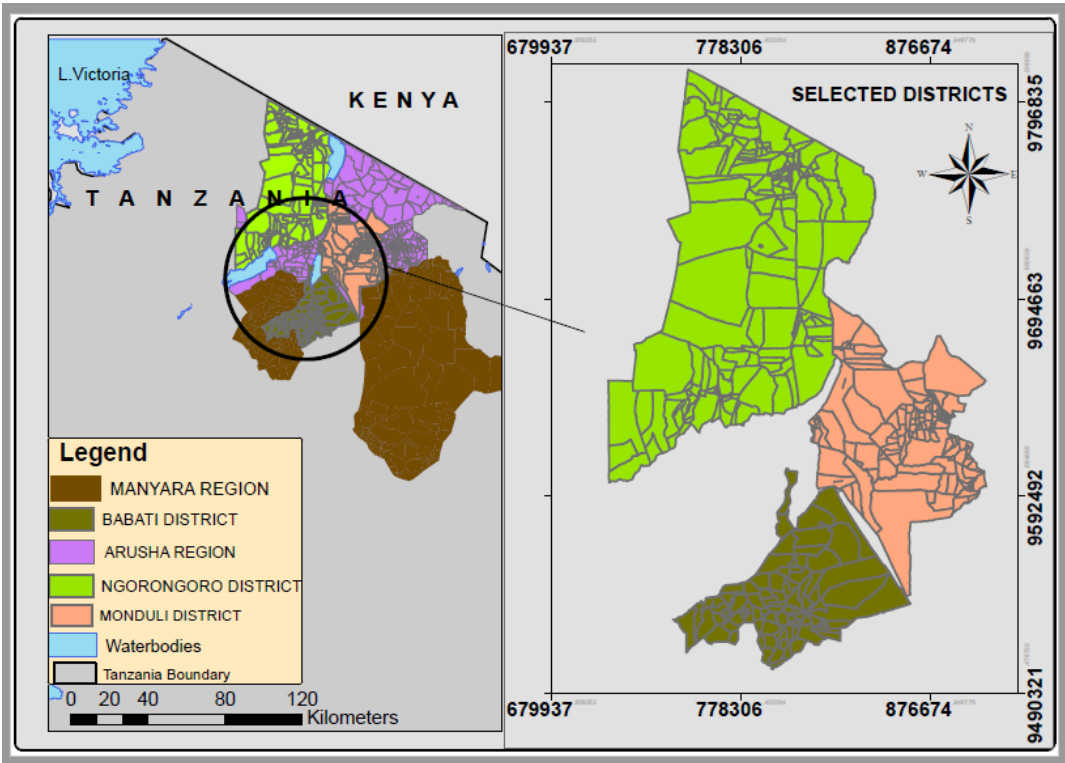 L.Victoria
KENYA
TANZANIA
Legend
MANYARA REGION
BABATI DISTRICT
ARUSHA REGION
NGORONGORO DISTRICT
MONDULI DISTRICT
Waterbodies
Tanzania Boundary
0 20 40 80 120
Kilometers
679937 778306 876674
SELECTED DISTRICTS
N
W E
S
9796835
9694663
9592492
9490321
679937 778306 876674